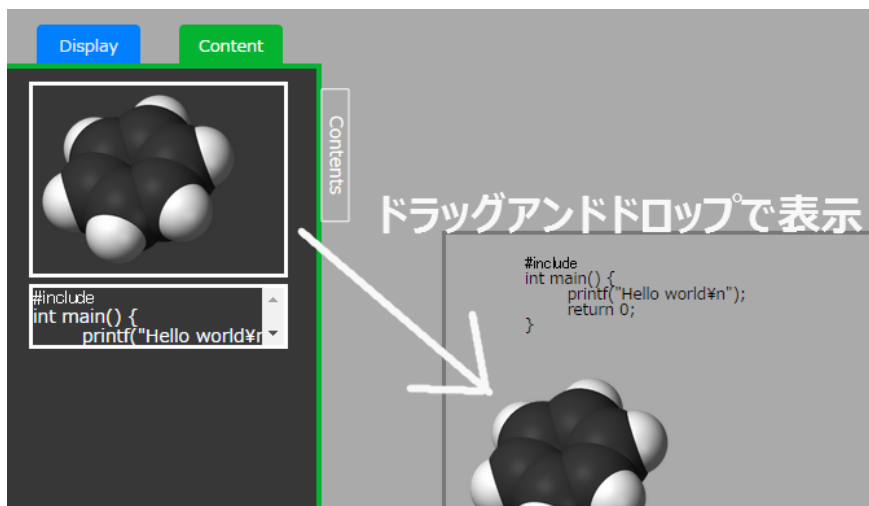 Display
Content
Contents
#include
int main() {
printf("Hello world¥n
ドラッグアンドドロップで表示
#include
int main() {
printf("Hello world¥n");
return 0;
}